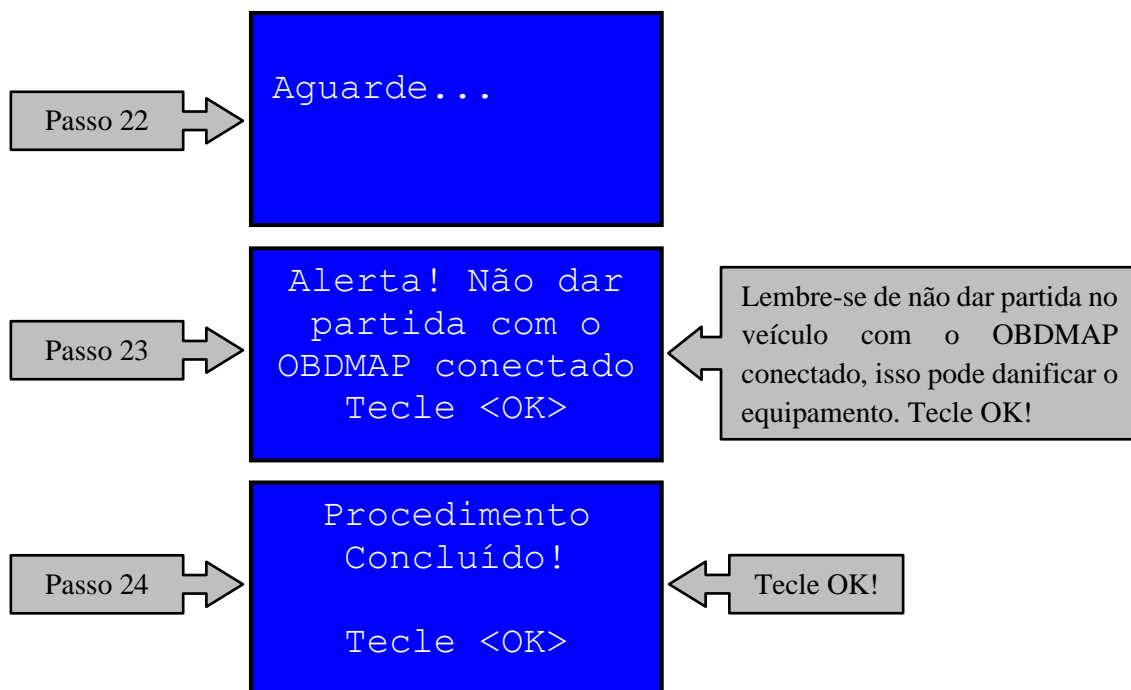 Passo 22
Aguarde...
Passo 23
Alerta! Não dar
partida com o
OBDMAP conectado
Tecle <OK>
Lembre-se de não dar partida no
veículo com o OBDMAP
conectado, isso pode danificar o
equipamento. Tecle OK!
Passo 24
Procedimento
Concluído!
Tecle <OK>
Tecle OK!